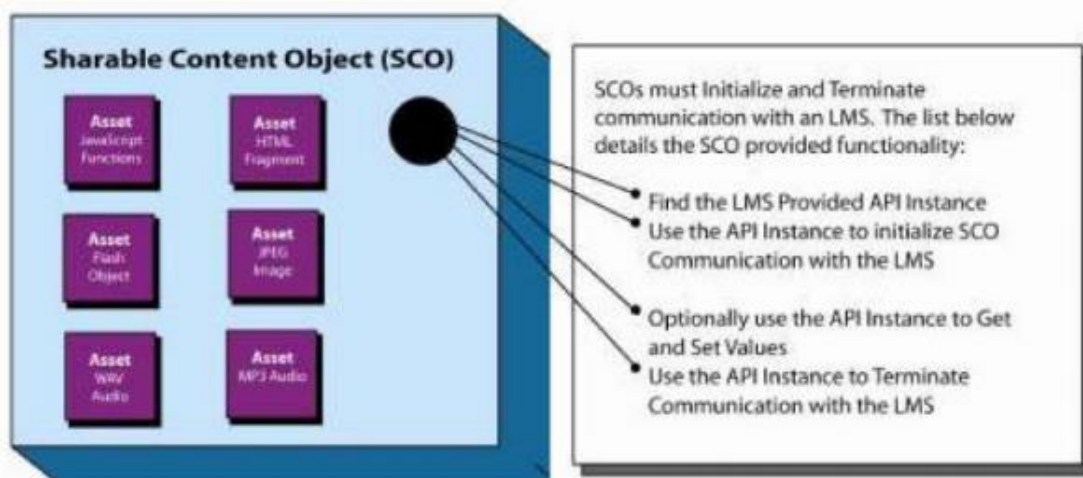 Sharable Content Object (SCO)
Asset
JavaScript
Functions
Asset
HTML
Fragment
Asset
Flash
Object
Asset
JPEG
Image
Asset
WAV
Audio
Asset
MP3 Audio
SCOs must Initialize and Terminate
communication with an LMS. The list below
details the SCO provided functionality:
Find the LMS Provided API Instance
Use the API Instance to initialize SCO
Communication with the LMS
Optionally use the API Instance to Get
and Set Values
Use the API Instance to Terminate
Communication with the LMS